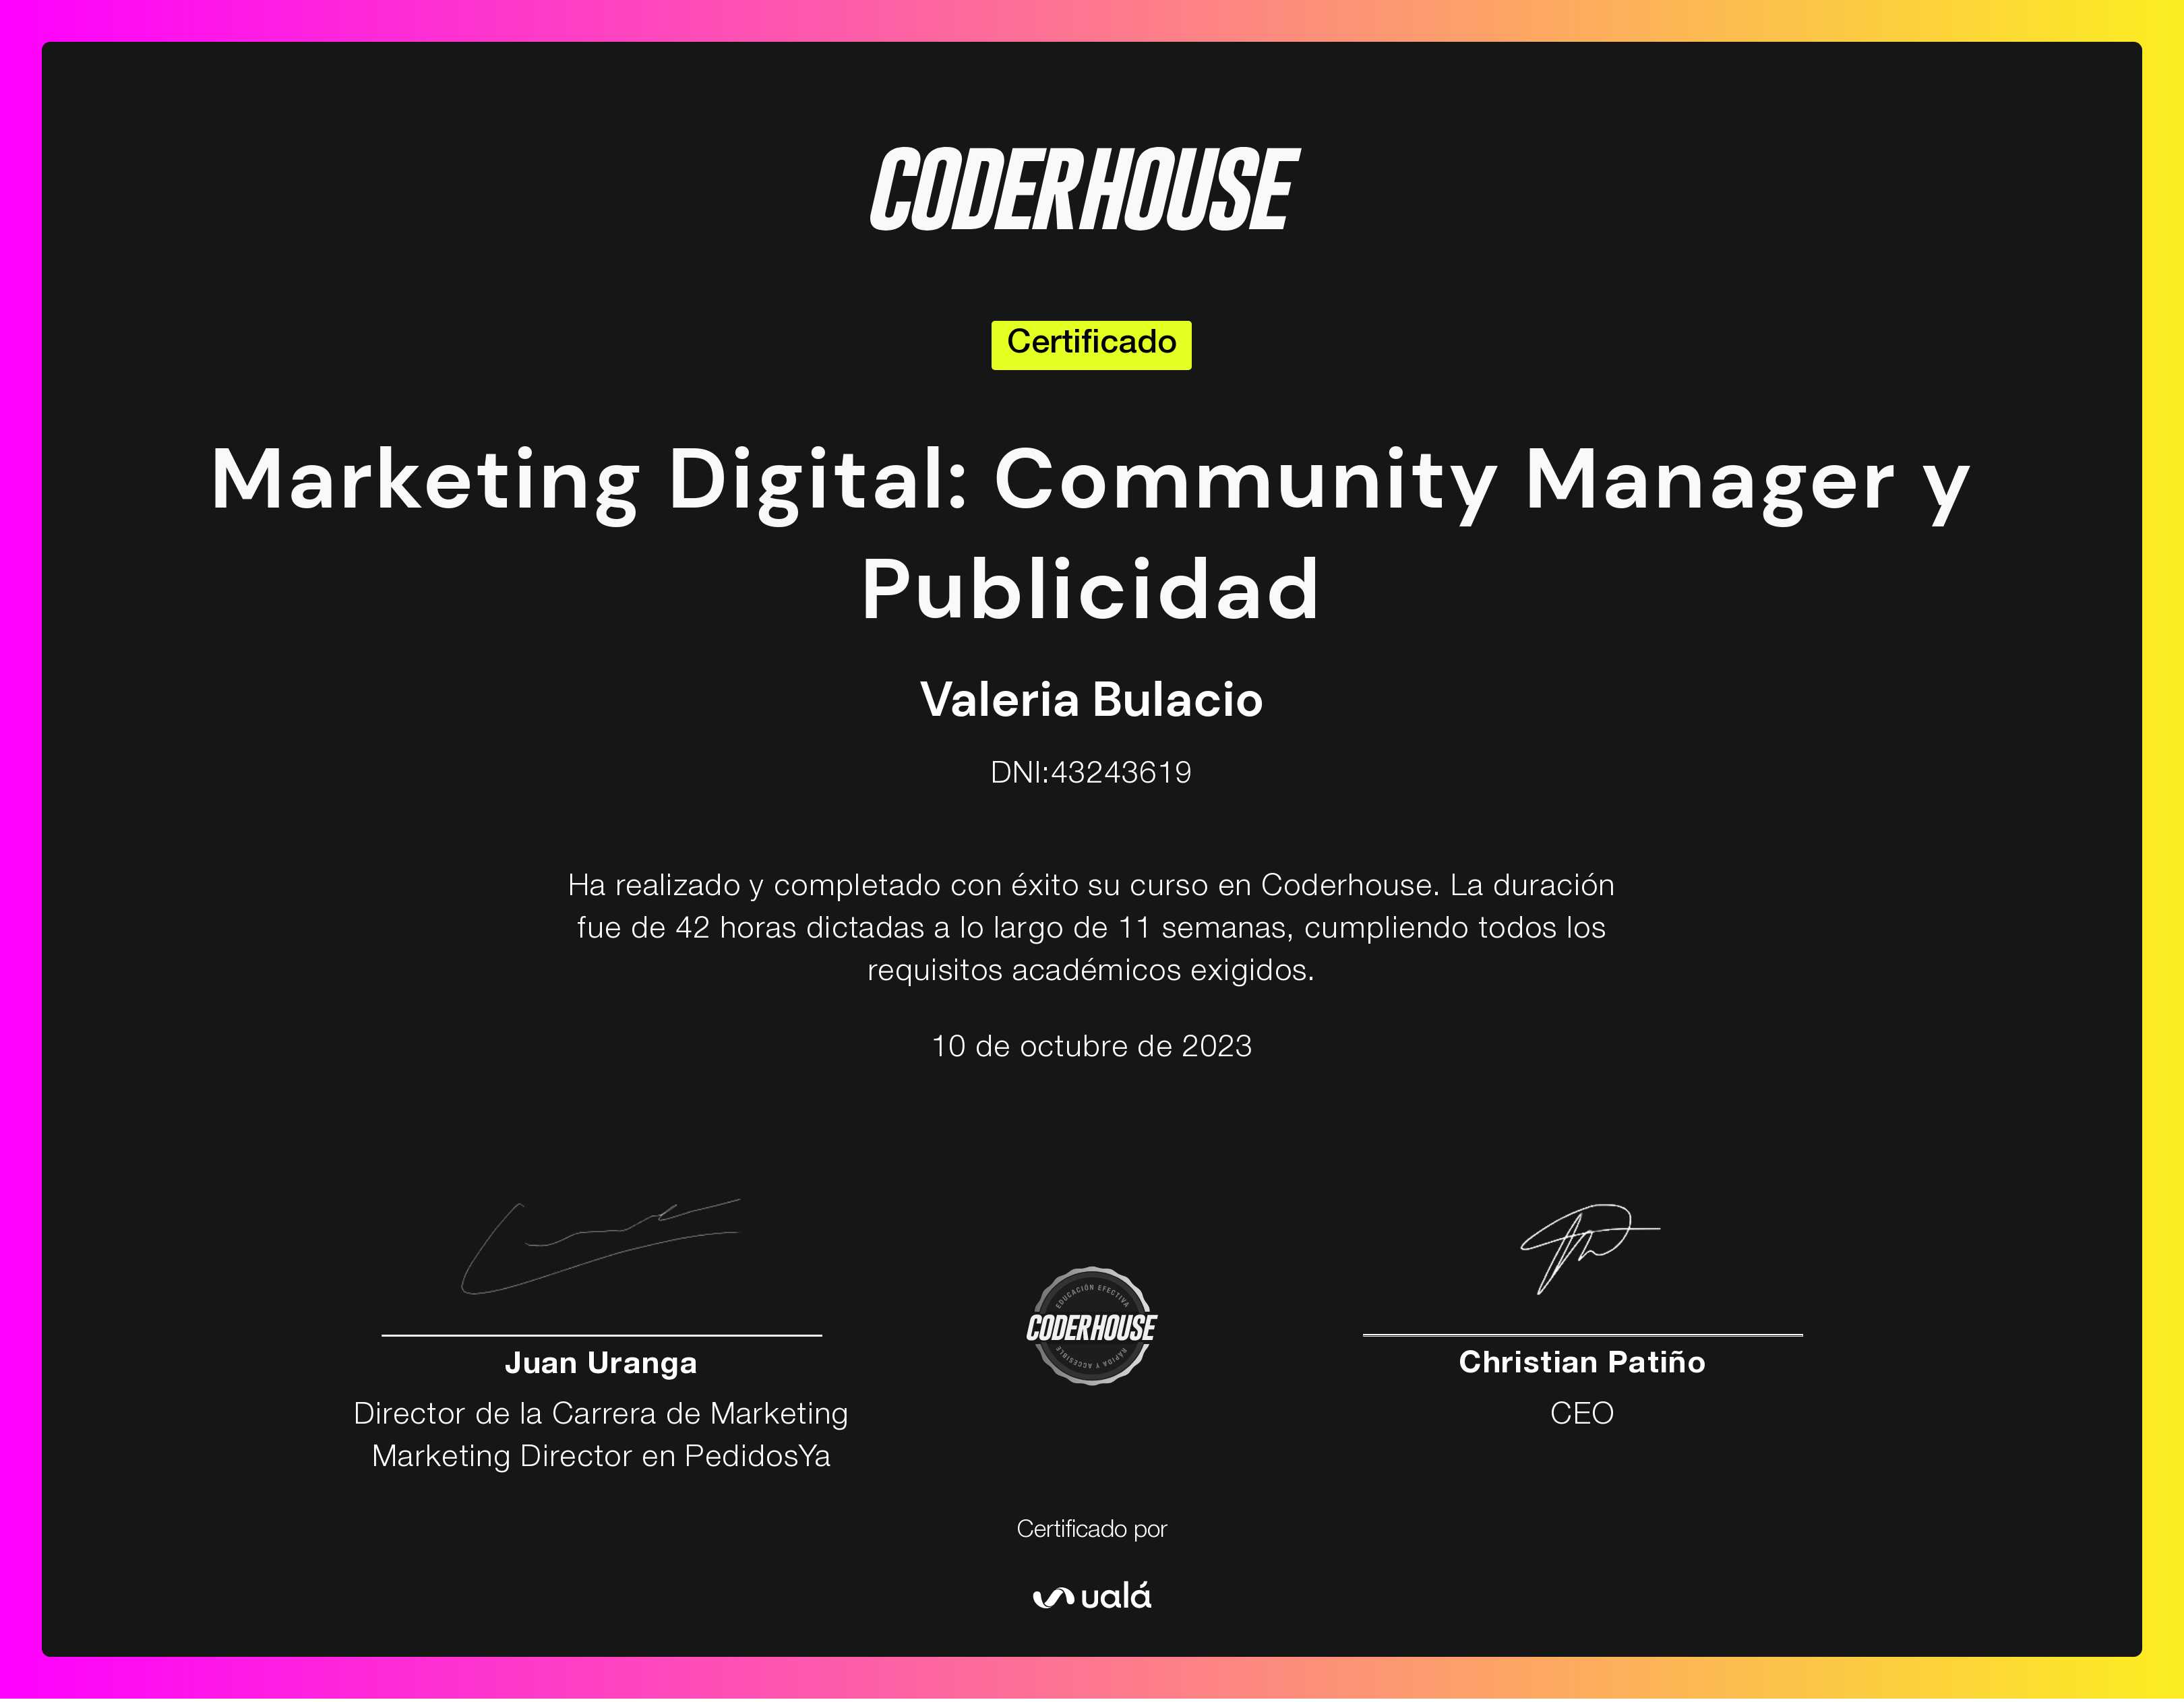 CODERHOUSE
Certificado
Marketing Digital: Community Manager y
Publicidad
Valeria Bulacio
DNI:43243619
Ha realizado y completado con éxito su curso en Coderhouse. La duración
fue de 42 horas dictadas a lo largo de 11 semanas, cumpliendo todos los
requisitos académicos exigidos.
10 de octubre de 2023
EDUCACIÓN EFECTIVA
CODERHOUSE
RÁPIDA Y ACCESIBLE
Juan Uranga
Director de la Carrera de Marketing
Marketing Director en PedidosYa
Christian Patiño
CEO
Certificado por
ualá